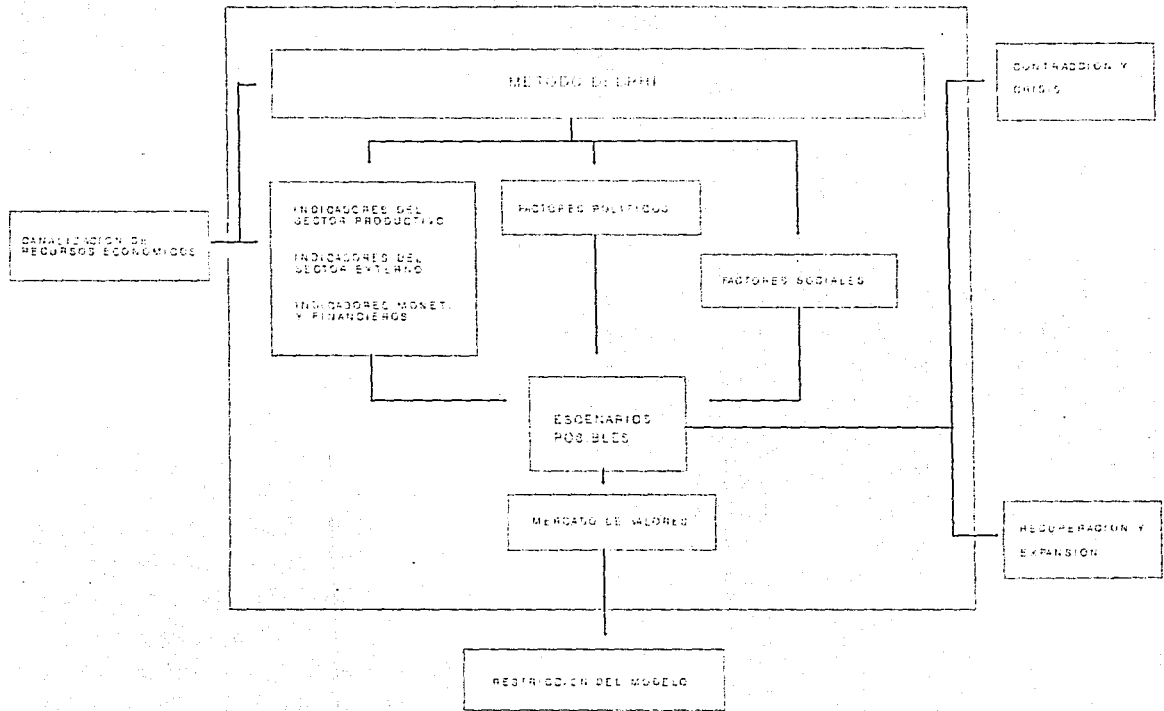 METODO DELPHI
CONTRACCION Y
CRISIS
INDICADORES DEL
SECTOR PRODUCTIVO
INDICADORES DEL
SECTOR EXTERNO
INDICADORES MONET.
Y FINANCIEROS
FACTORES POLITICOS
FACTORES SOCIALES
CANALIZACION DE
RECURSOS ECONOMICOS
ESCENARIOS
POSIBLES
MERCADO DE VALORES
RECUPERACION Y
EXPANSION
RESTRICCION DEL MODELO